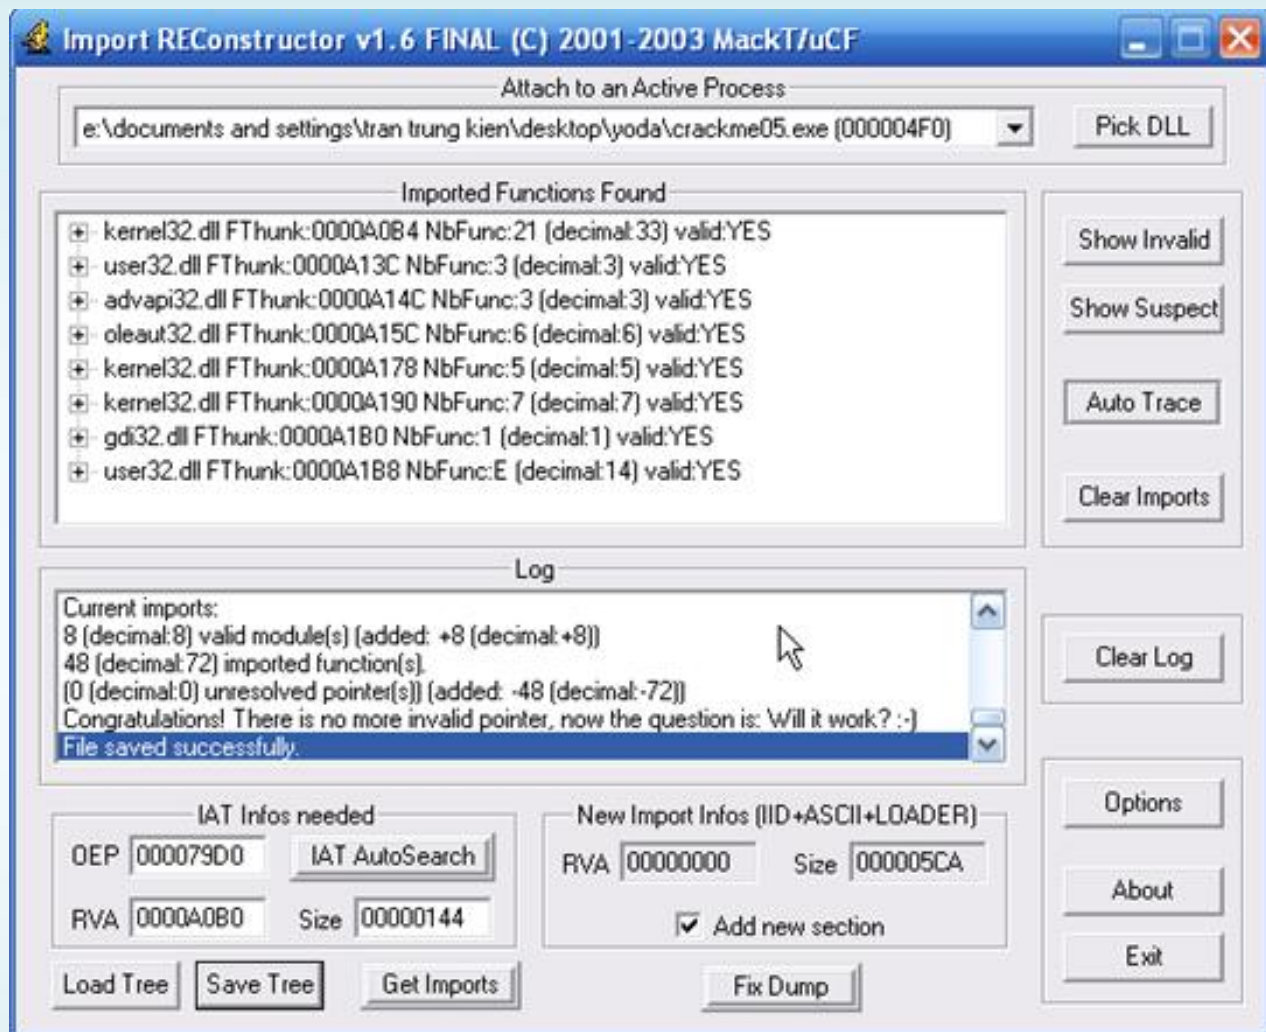 Import REConstructor v1.6 FINAL (C) 2001-2003 MackT/uCF
Attach to an Active Process
e:\documents and settings\tran trung kien\desktop\yoda\crackme05.exe (000004F0)
Pick DLL
Imported Functions Found
kernel32.dll FThunk:0000A0B4 NbFunc:21 (decimal:33) valid:YES
user32.dll FThunk:0000A13C NbFunc:3 (decimal:3) valid:YES
advapi32.dll FThunk:0000A14C NbFunc:3 (decimal:3) valid:YES
oleaut32.dll FThunk:0000A15C NbFunc:6 (decimal:6) valid:YES
kernel32.dll FThunk:0000A178 NbFunc:5 (decimal:5) valid:YES
kernel32.dll FThunk:0000A190 NbFunc:7 (decimal:7) valid:YES
gdi32.dll FThunk:0000A1B0 NbFunc:1 (decimal:1) valid:YES
user32.dll FThunk:0000A1B8 NbFunc:E (decimal:14) valid:YES
Show Invalid
Show Suspect
Auto Trace
Clear Imports
Log
Current imports:
8 (decimal:8) valid module(s) (added: +8 (decimal:+8))
48 (decimal:72) imported function(s).
(0 (decimal:0) unresolved pointer(s)) (added: -48 (decimal:-72))
Congratulations! There is no more invalid pointer, now the question is: Will it work? :-)
File saved successfully.
Clear Log
IAT Infos needed
OEP 000079D0 IAT AutoSearch
RVA 0000A0B0 Size 00000144
New Import Infos (IID+ASCII+LOADER)
RVA 00000000 Size 000005CA
Add new section
Options
About
Exit
Load Tree Save Tree Get Imports Fix Dump